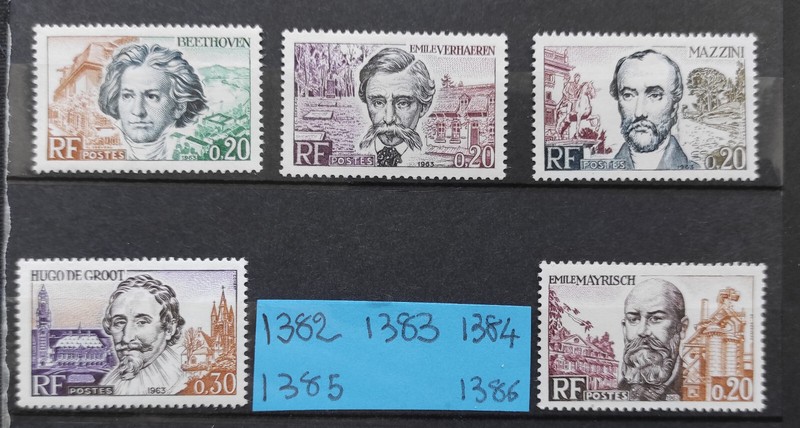 BEETHOVEN
RF POSTES 1963 0.20
EMILE VERHAEREN
RF POSTES 1963 0.20
MAZZINI
RF POSTES 0.20
HUGO DE GROOT
RF POSTES 1963 0.30
1382 1383 1384
1385 1386
EMILE MAYRISCH
RF POSTES 0.20